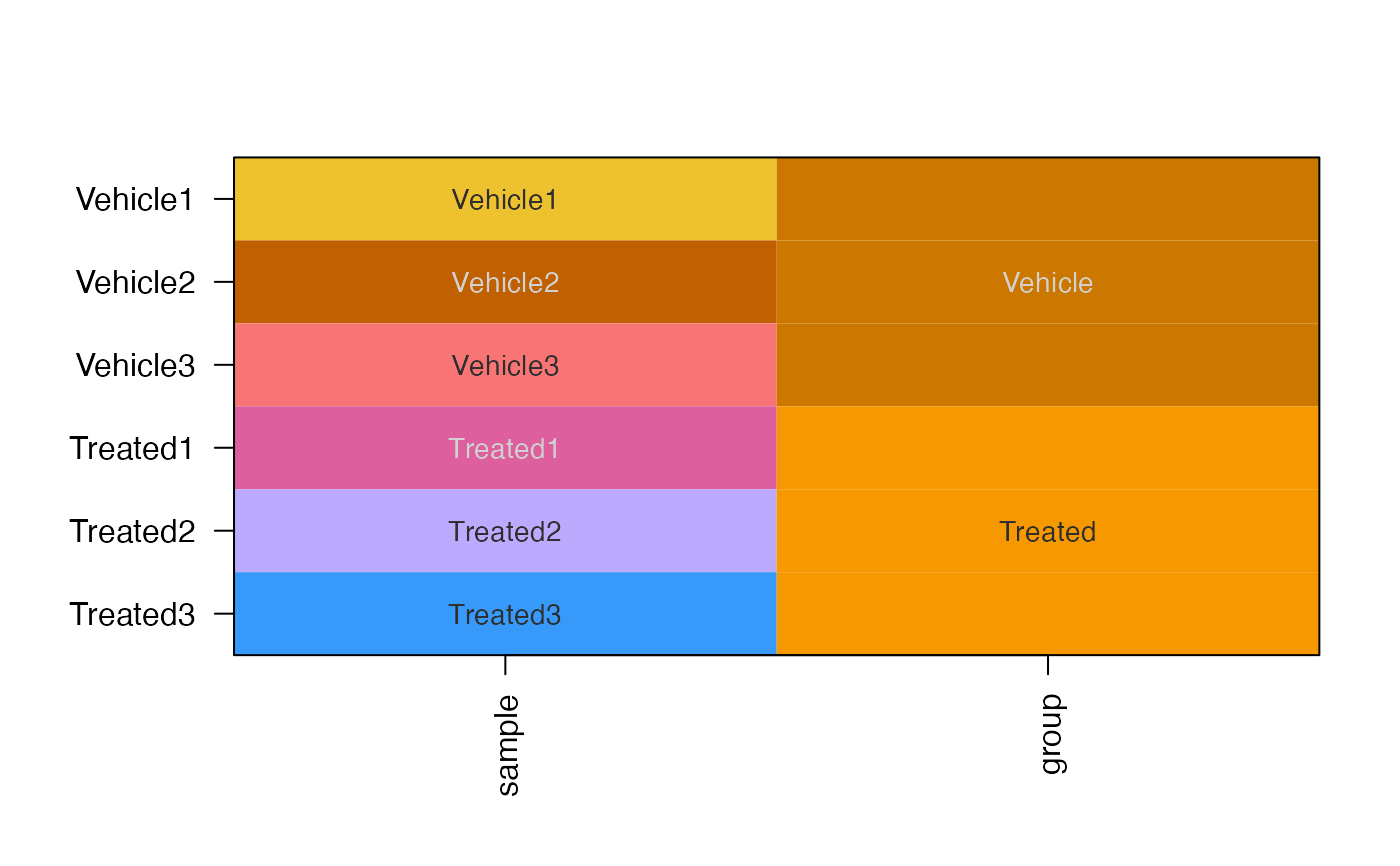 Vehicle1 Vehicle1
Vehicle2 Vehicle2 Vehicle
Vehicle3 Vehicle3
Treated1 Treated1
Treated2 Treated2 Treated
Treated3 Treated3
sample group